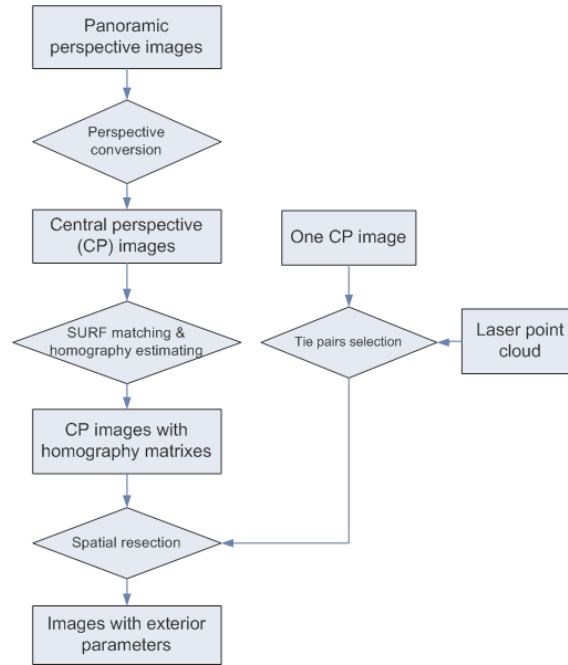 Panoramic
perspective images
Perspective
conversion
Central perspective
(CP) images
One CP image
SURF matching &
homography estimating
Tie pairs selection
Laser point
cloud
CP images with
homography matrixes
Spatial resection
Images with exterior
parameters